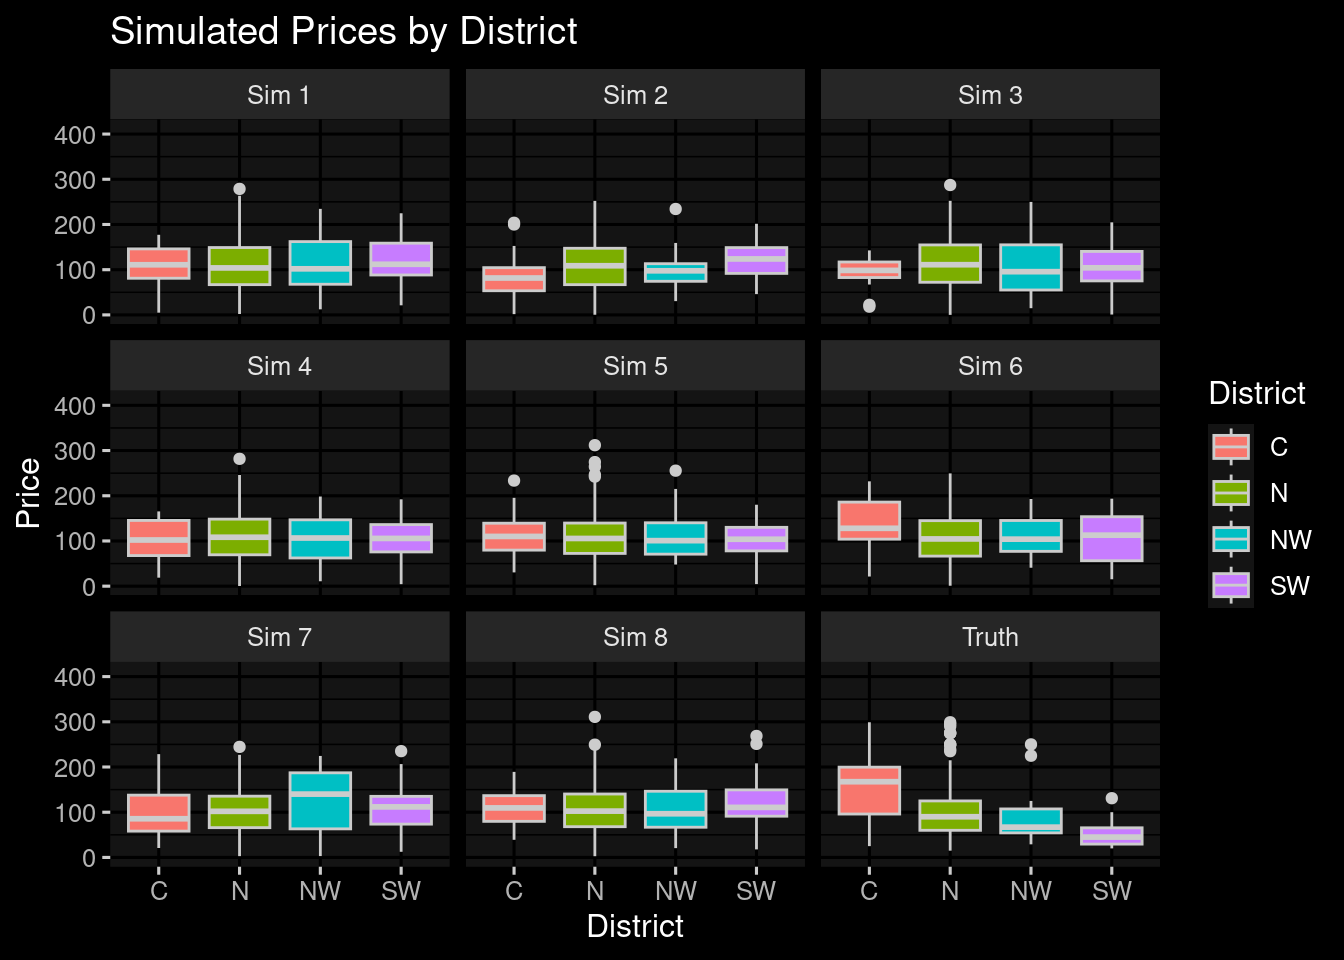 Simulated Prices by District
Sim 1
Sim 2
Sim 3
400
300
200
100
0
Sim 4
Sim 5
Sim 6
400
300
200
100
0
Sim 7
Sim 8
Truth
400
300
200
100
0
C N NW SW
C N NW SW
C N NW SW
District
Price
District
C
N
NW
SW